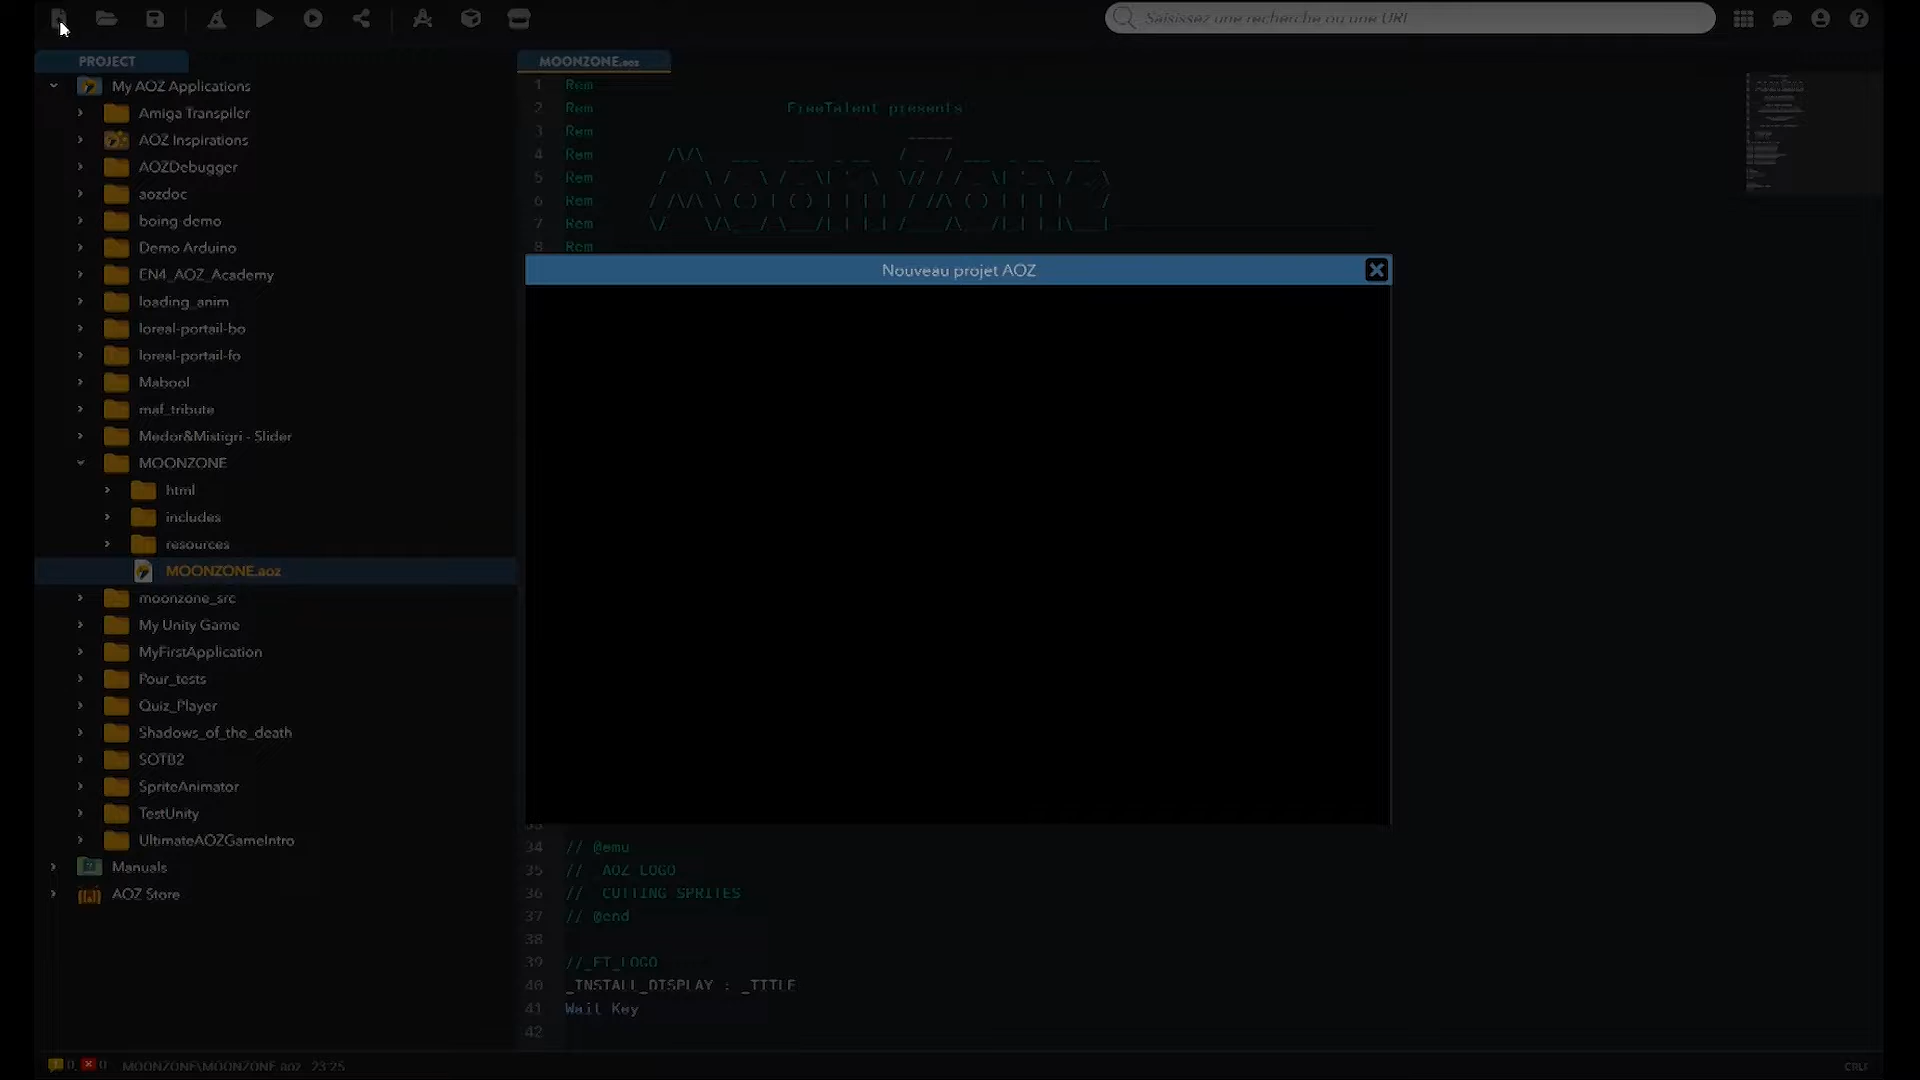 Saisissez une recherche ou une URL
PROJECT
My AOZ Applications
Amiga Transpiler
AOZ Inspirations
AOZDebugger
aozdoc
boing-demo
Demo Arduino
EN4_AOZ_Academy
loading_anim
loreal-portail-bo
loreal-portail-fo
Mabool
maf_tribute
Medor&Mistigri - Slider
MOONZONE
html
includes
resources
MOONZONE.aoz
moonzone_src
My Unity Game
MyFirstApplication
Pour_tests
Quiz_Player
Shadows_of_the_death
SOTB2
SpriteAnimator
TestUnity
UltimateAOZGameIntro
Manuals
AOZ Store
MOONZONE.aoz
1 Rem
2 Rem FreeTalent presents
3 Rem
4 Rem
5 Rem
6 Rem
7 Rem
8 Rem
Nouveau projet AOZ
33
34 // @emu
35 // AOZ LOGO
36 // CUTTING SPRITES
37 // @end
38
39 //_FT_LOGO
40 _INSTALL_DISPLAY : _TITLE
41 Wait Key
42
0 0 MOONZONE\MOONZONE.aoz 23:25
CRLF